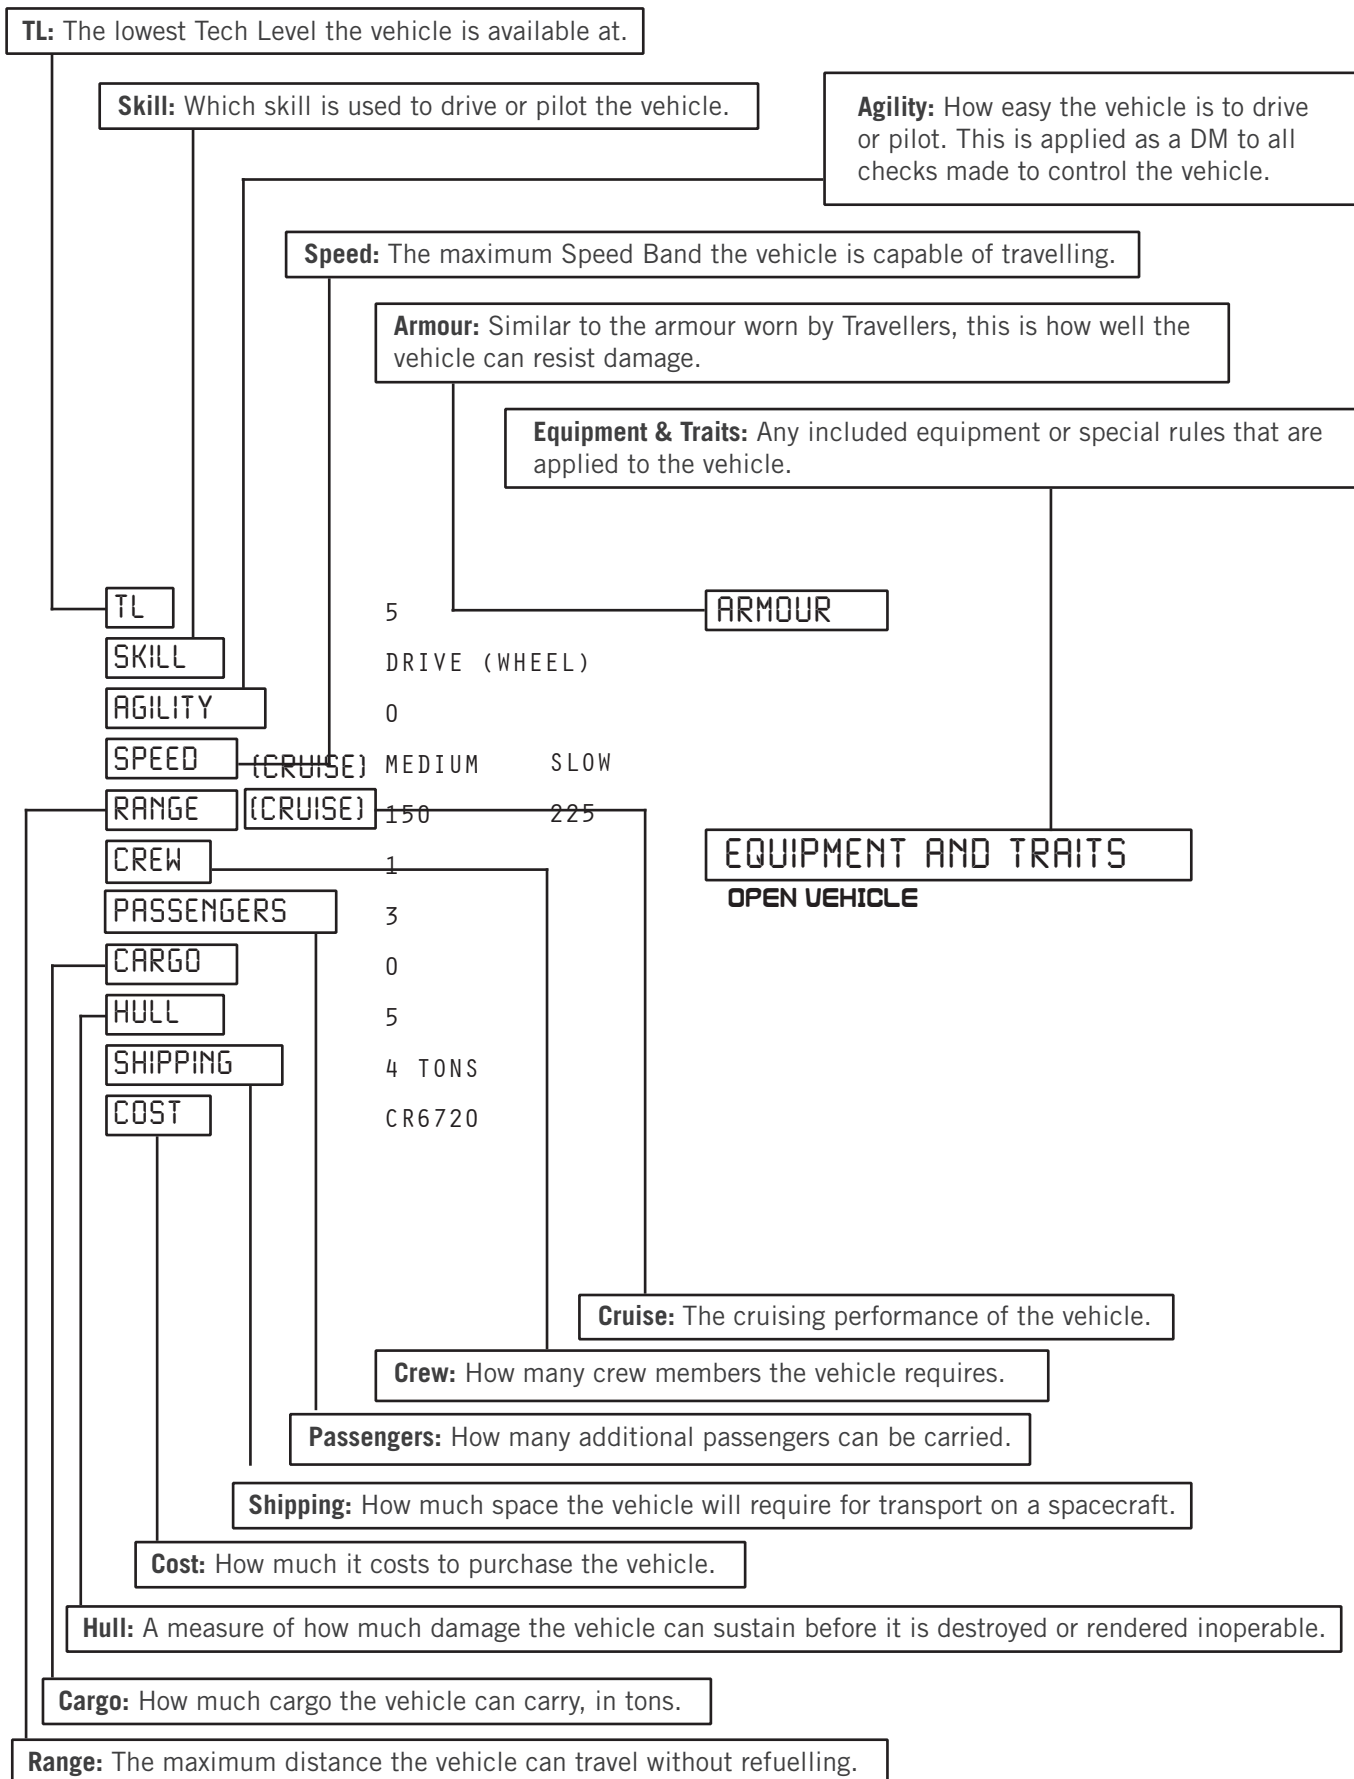 TL: The lowest Tech Level the vehicle is available at.
Skill: Which skill is used to drive or pilot the vehicle.
Agility: How easy the vehicle is to drive
or pilot. This is applied as a DM to all
checks made to control the vehicle.
Speed: The maximum Speed Band the vehicle is capable of travelling.
Armour: Similar to the armour worn by Travellers, this is how well the
vehicle can resist damage.
Equipment & Traits: Any included equipment or special rules that are
applied to the vehicle.
TL 5 ARMOUR
SKILL DRIVE (WHEEL)
AGILITY 0
SPEED (CRUISE) MEDIUM SLOW
RANGE (CRUISE) 150 225
CREW 1 EQUIPMENT AND TRAITS
OPEN VEHICLE
PASSENGERS 3
CARGO 0
HULL 5
SHIPPING 4 TONS
COST CR6720
Cruise: The cruising performance of the vehicle.
Crew: How many crew members the vehicle requires.
Passengers: How many additional passengers can be carried.
Shipping: How much space the vehicle will require for transport on a spacecraft.
Cost: How much it costs to purchase the vehicle.
Hull: A measure of how much damage the vehicle can sustain before it is destroyed or rendered inoperable.
Cargo: How much cargo the vehicle can carry, in tons.
Range: The maximum distance the vehicle can travel without refuelling.